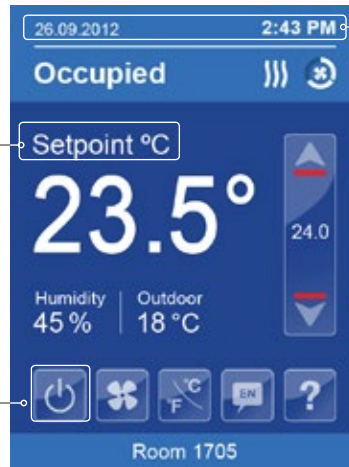 26.09.2012 2:43 PM
Occupied
Setpoint ºC
23.5°
24.0
Humidity Outdoor
45% 18°C
°C
F
EN
?
Room 1705